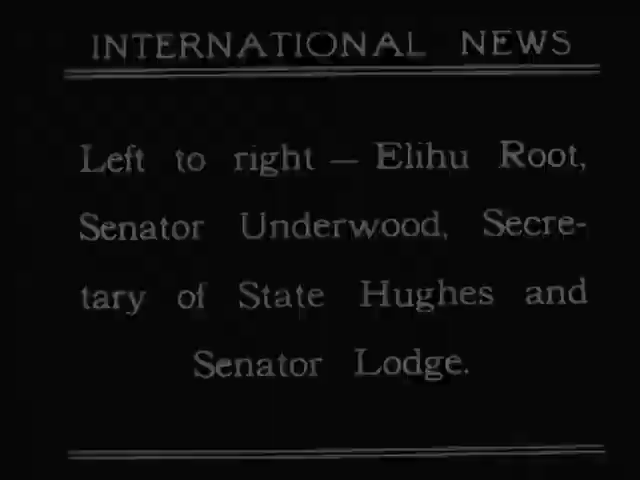 INTERNATIONAL NEWS
Left to right — Elihu Root,
Senator Underwood, Secre-
tary of State Hughes and
Senator Lodge.